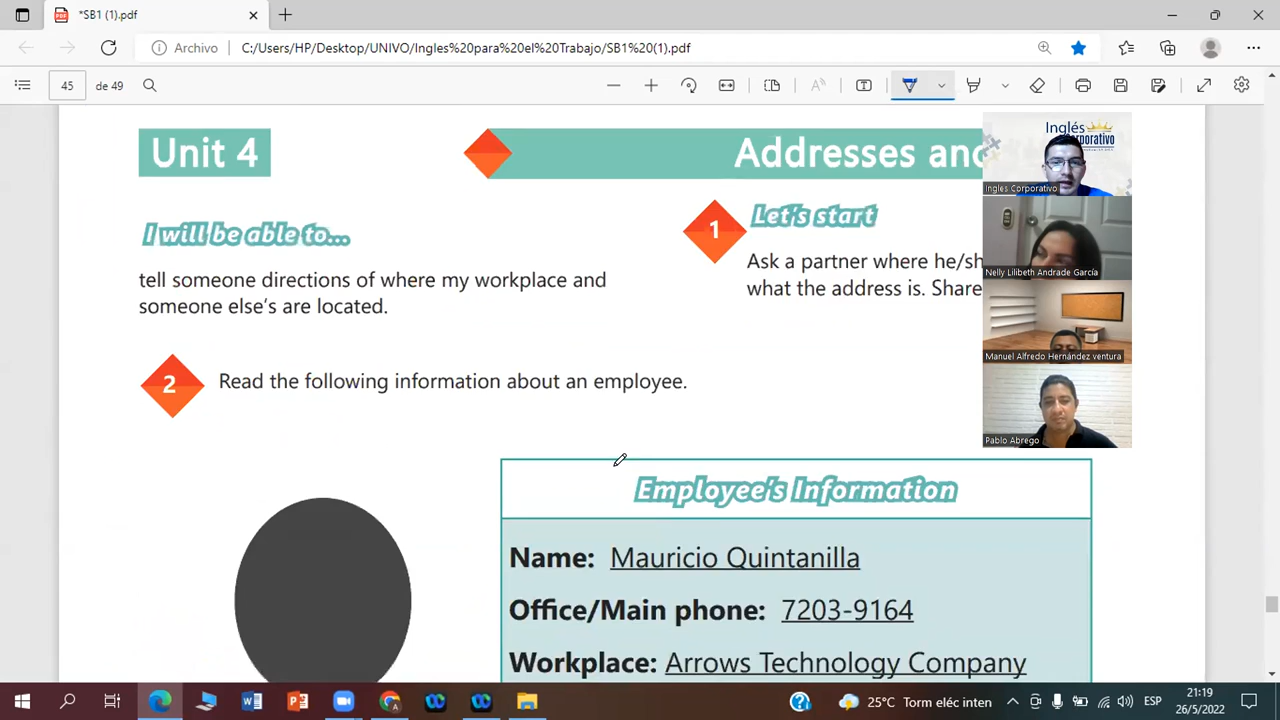 *SB1 (1).pdf
Archivo
C:/Users/HP/Desktop/UNIVO/Ingles%20para%20el%20Trabajo/SB1%20(1).pdf
45
de 49
Unit 4
Addresses and
Inglés
Corporativo
Ingles Corporativo
I will be able to...
1
Let's start
tell someone directions of where my workplace and
someone else's are located.
Ask a partner where he/sh
what the address is. Share
Nelly Lilibeth Andrade García
Manuel Alfredo Hernández ventura
Pablo Abrego
2
Read the following information about an employee.
Employee's Information
Name: Mauricio Quintanilla
Office/Main phone: 7203-9164
Workplace: Arrows Technology Company
25°C
Torm eléc inten
ESP
21:19
26/5/2022